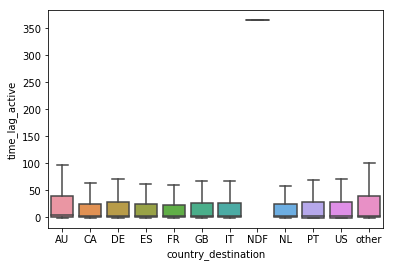 time_lag_active
350
300
250
200
150
100
50
0
AU CA DE ES FR GB IT NDF NL PT US other
country_destination